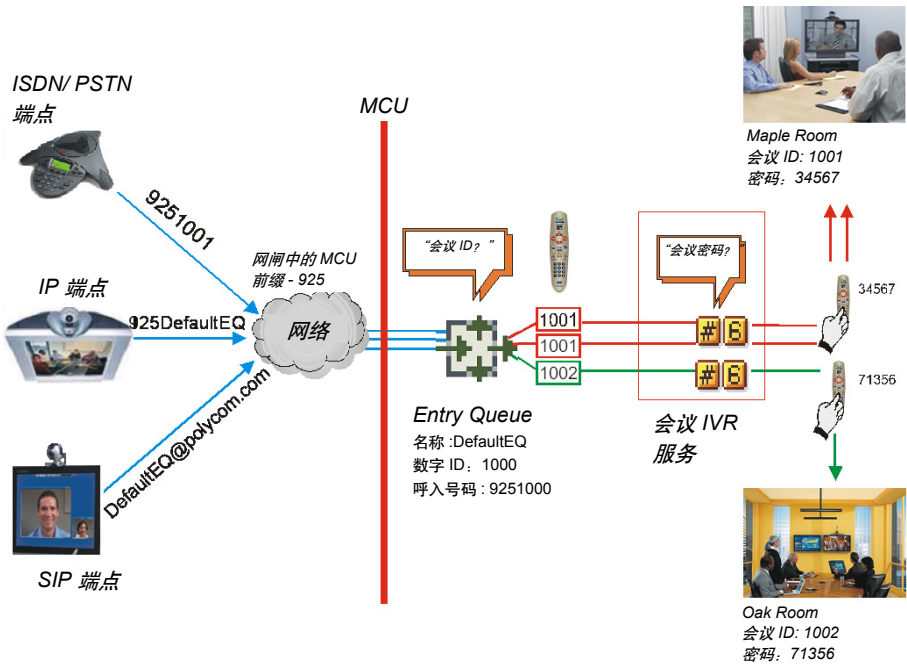 ISDN/ PSTN
端点
9251001
IP 端点
925DefaultEQ
DefaultEQ@polycom.com
SIP 端点
网闸中的 MCU
前缀 - 925
网络
MCU
“会议 ID？”
Entry Queue
名称 :DefaultEQ
数字 ID：1000
呼入号码 : 9251000
1001
1001
1002
“会议密码?
# 6
# 6
会议 IVR
服务
34567
71356
Maple Room
会议 ID: 1001
密码：34567
Oak Room
会议 ID: 1002
密码：71356